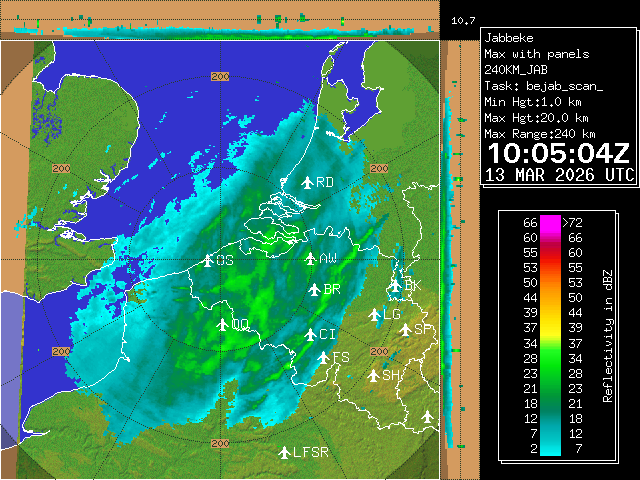 10.7
Jabbeke
Max with panels
240KM_JAB
Task: bejab_scan_
Min Hgt:1.0 km
Max Hgt:20.0 km
Max Range:240 km
10:05:04Z
13 MAR 2026 UTC
200
200
200
RD
OS
AW
BR
BK
QQ
LG
CI
SP
200
FS
SH
200
LFSR
66 >72
60 66
55 60
53 55
50 53
44 50
39 44
37 39
34 37
28 34
23 28
21 23
18 21
12 18
7 12
2 7
Reflectivity in dBZ